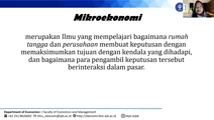 Mikroekonomi
merupakan Ilmu yang mempelajari bagaimana rumah
tangga dan perusahaan membuat keputusan dengan
memaksimumkan tujuan dengan kendala yang dihadapi,
dan bagaimana para pengambil keputusan tersebut
berinteraksi dalam pasar.
Department of Economics | Faculty of Economics and Management